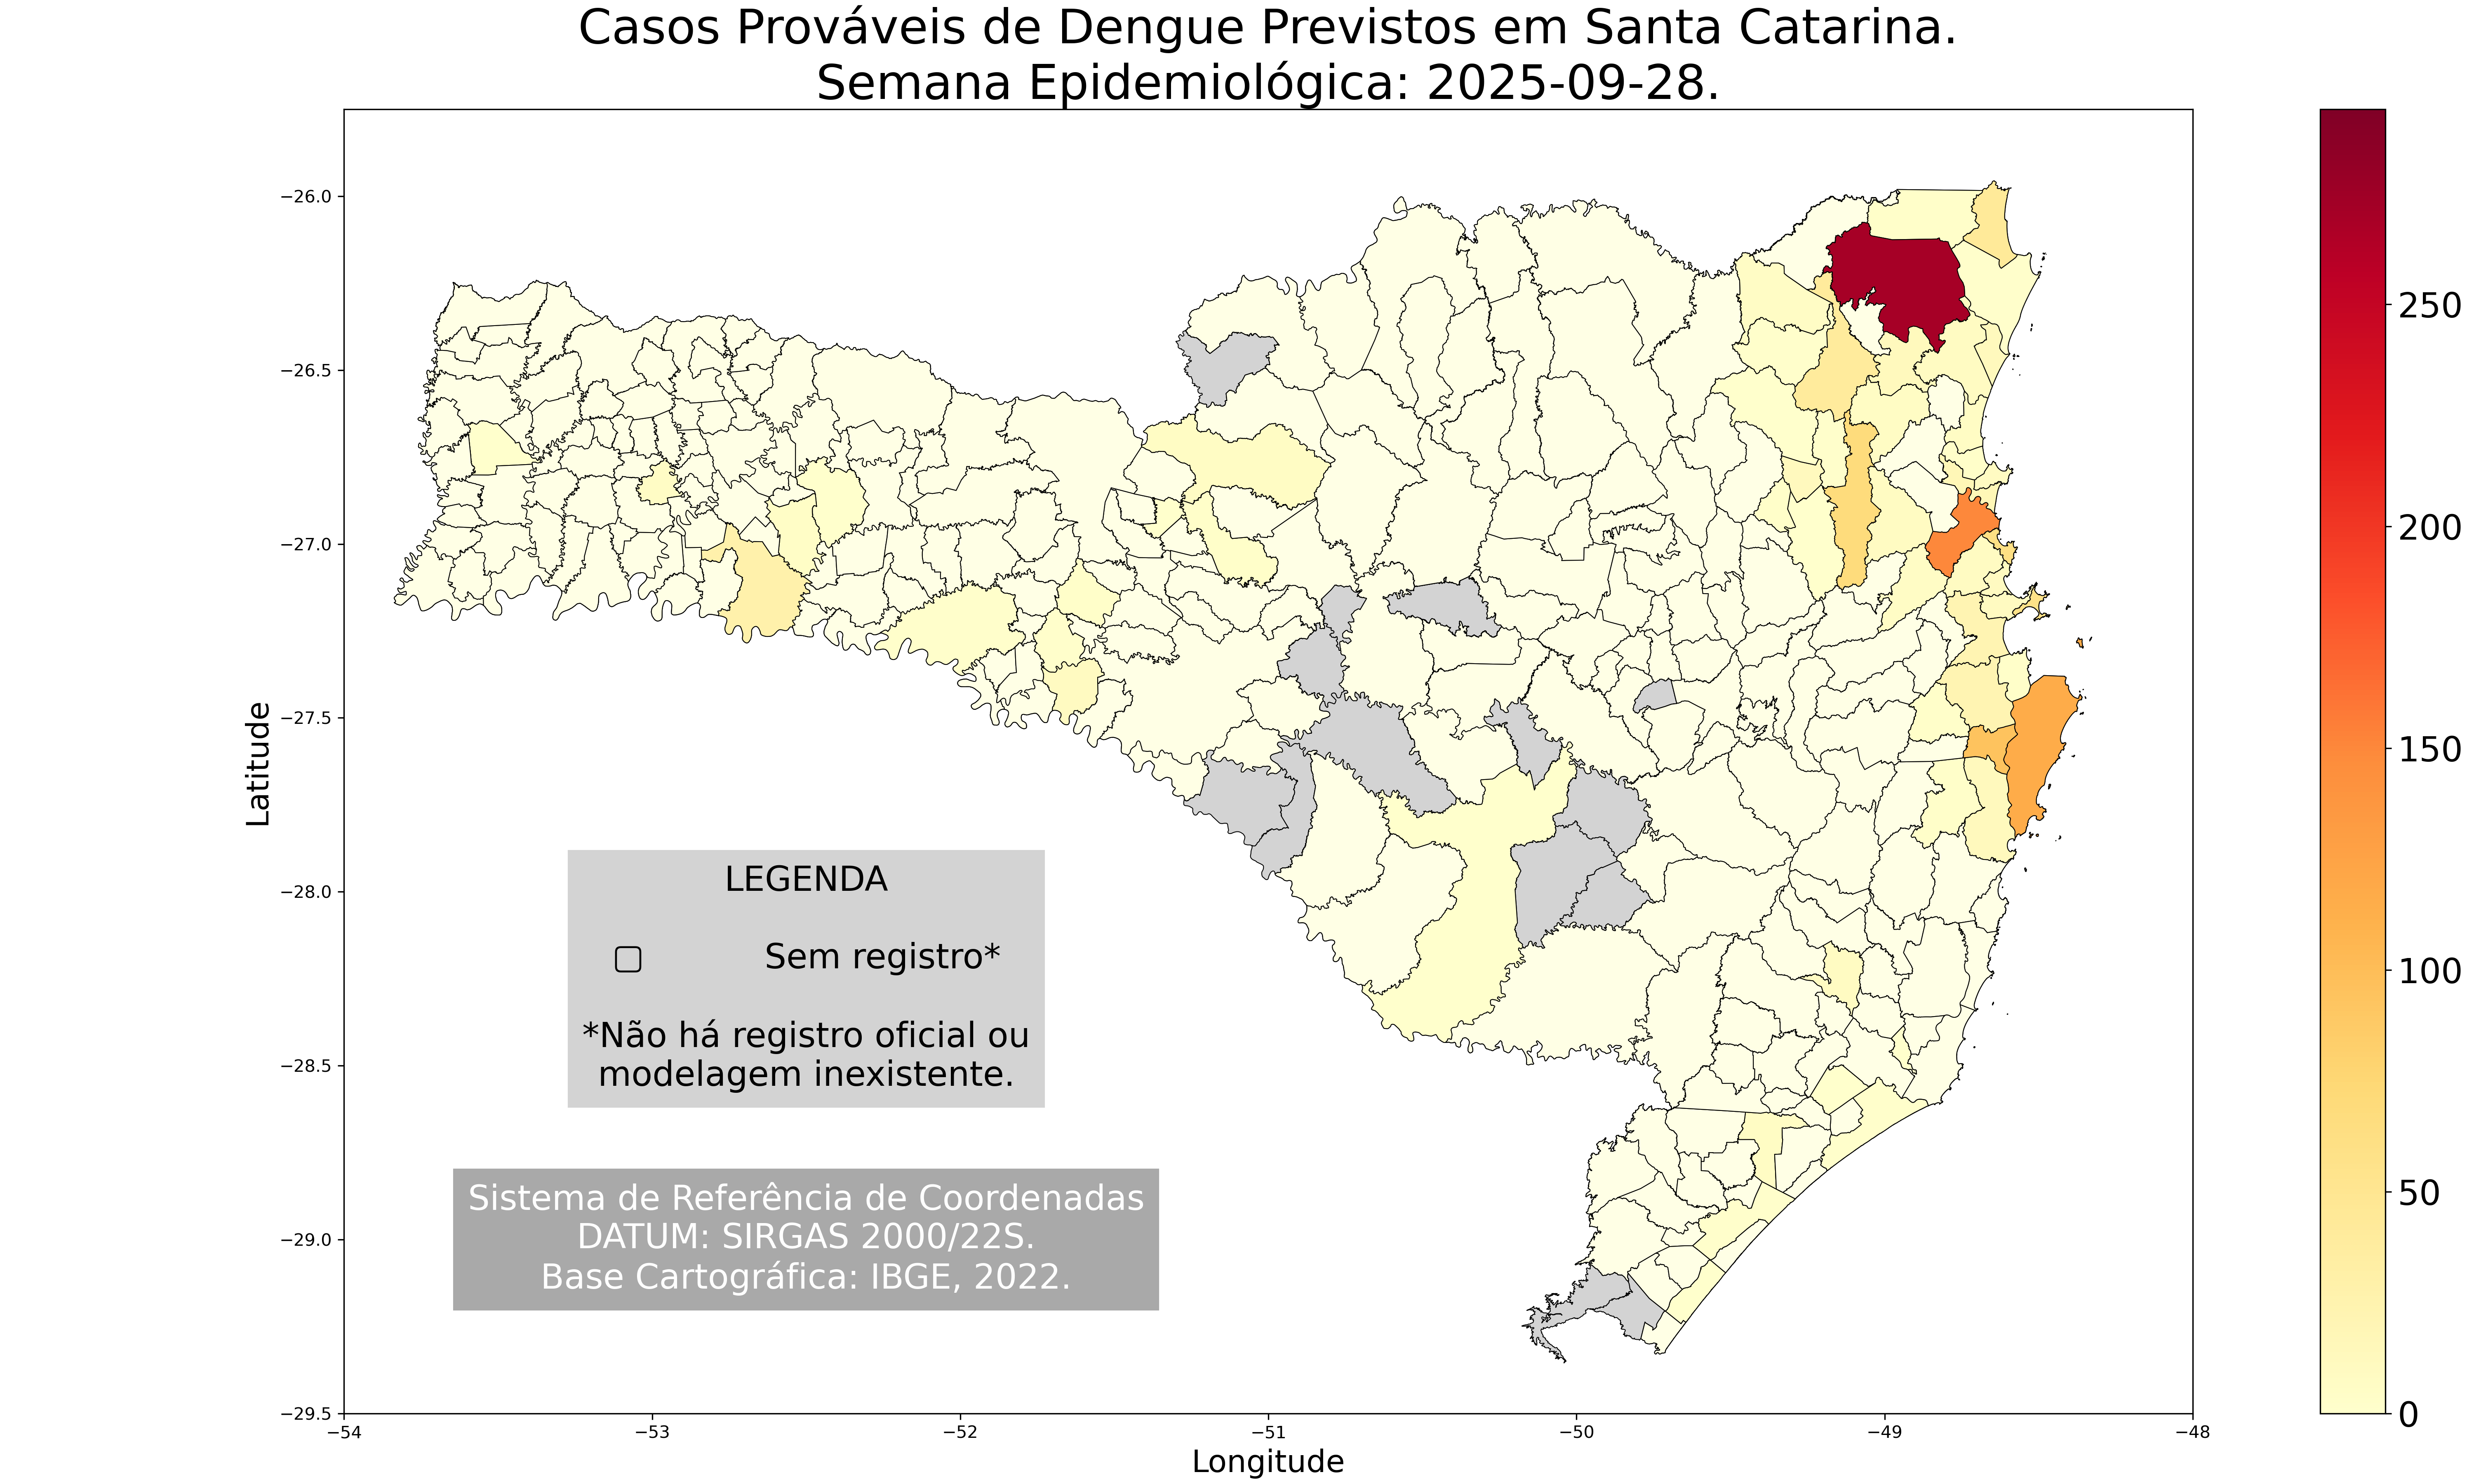 Casos Prováveis de Dengue Previstos em Santa Catarina.
Semana Epidemiológica: 2025-09-28.
−26.0
−26.5
−27.0
−27.5
−28.0
−28.5
−29.0
−29.5
Latitude
−54
−53
−52
−51
−50
−49
−48
Longitude
LEGENDA
▢ Sem registro*
*Não há registro oficial ou
modelagem inexistente.
Sistema de Referência de Coordenadas
DATUM: SIRGAS 2000/22S.
Base Cartográfica: IBGE, 2022.
250
200
150
100
50
0